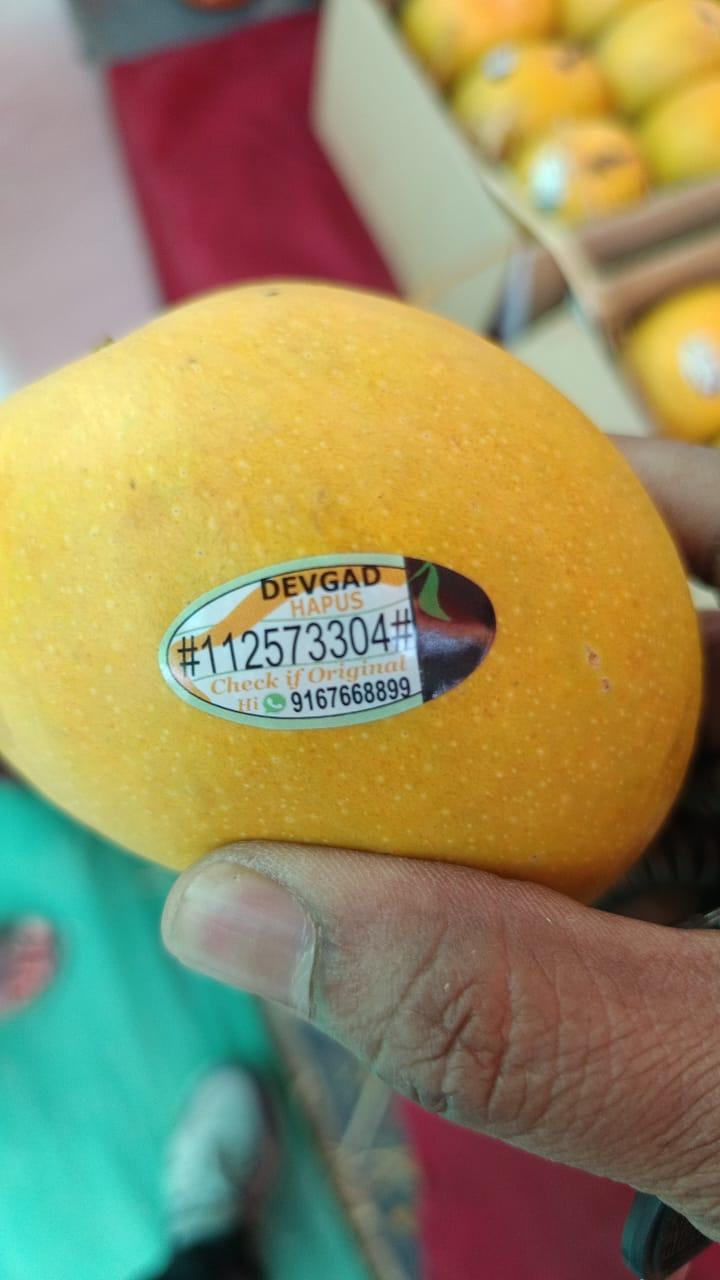 DEVGAD
HAPUS
#112573304#
Check if Original
Hi 9167668899